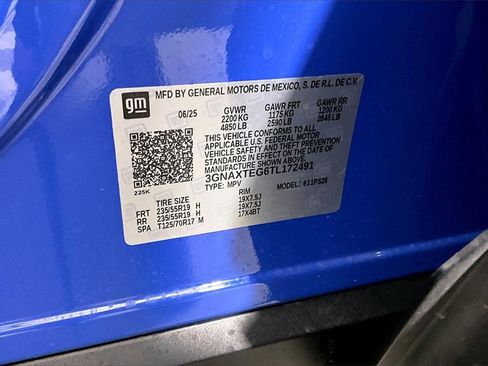 gm
MFD BY GENERAL MOTORS DE MEXICO, S. DE R.L. DE C.V.
06/25 GVWR GAWR FRT GAWR RR
2200 KG 1175 KG 1200 KG
4850 LB 2590 LB 2645 LB
THIS VEHICLE CONFORMS TO ALL
APPLICABLE U.S. FEDERAL MOTOR
VEHICLE SAFETY AND THEFT PREVENTION
STANDARDS IN EFFECT ON THE DATE OF
MANUFACTURE SHOWN ABOVE.
3GNAXTEG6TL172491
TYPE: MPV MODEL: 611PS26
225K
TIRE SIZE RIM
FRT 235/55R19 H 19X7.5J
RR 235/55R19 H 19X7.5J
SPA T125/70R17 M 17X4BT